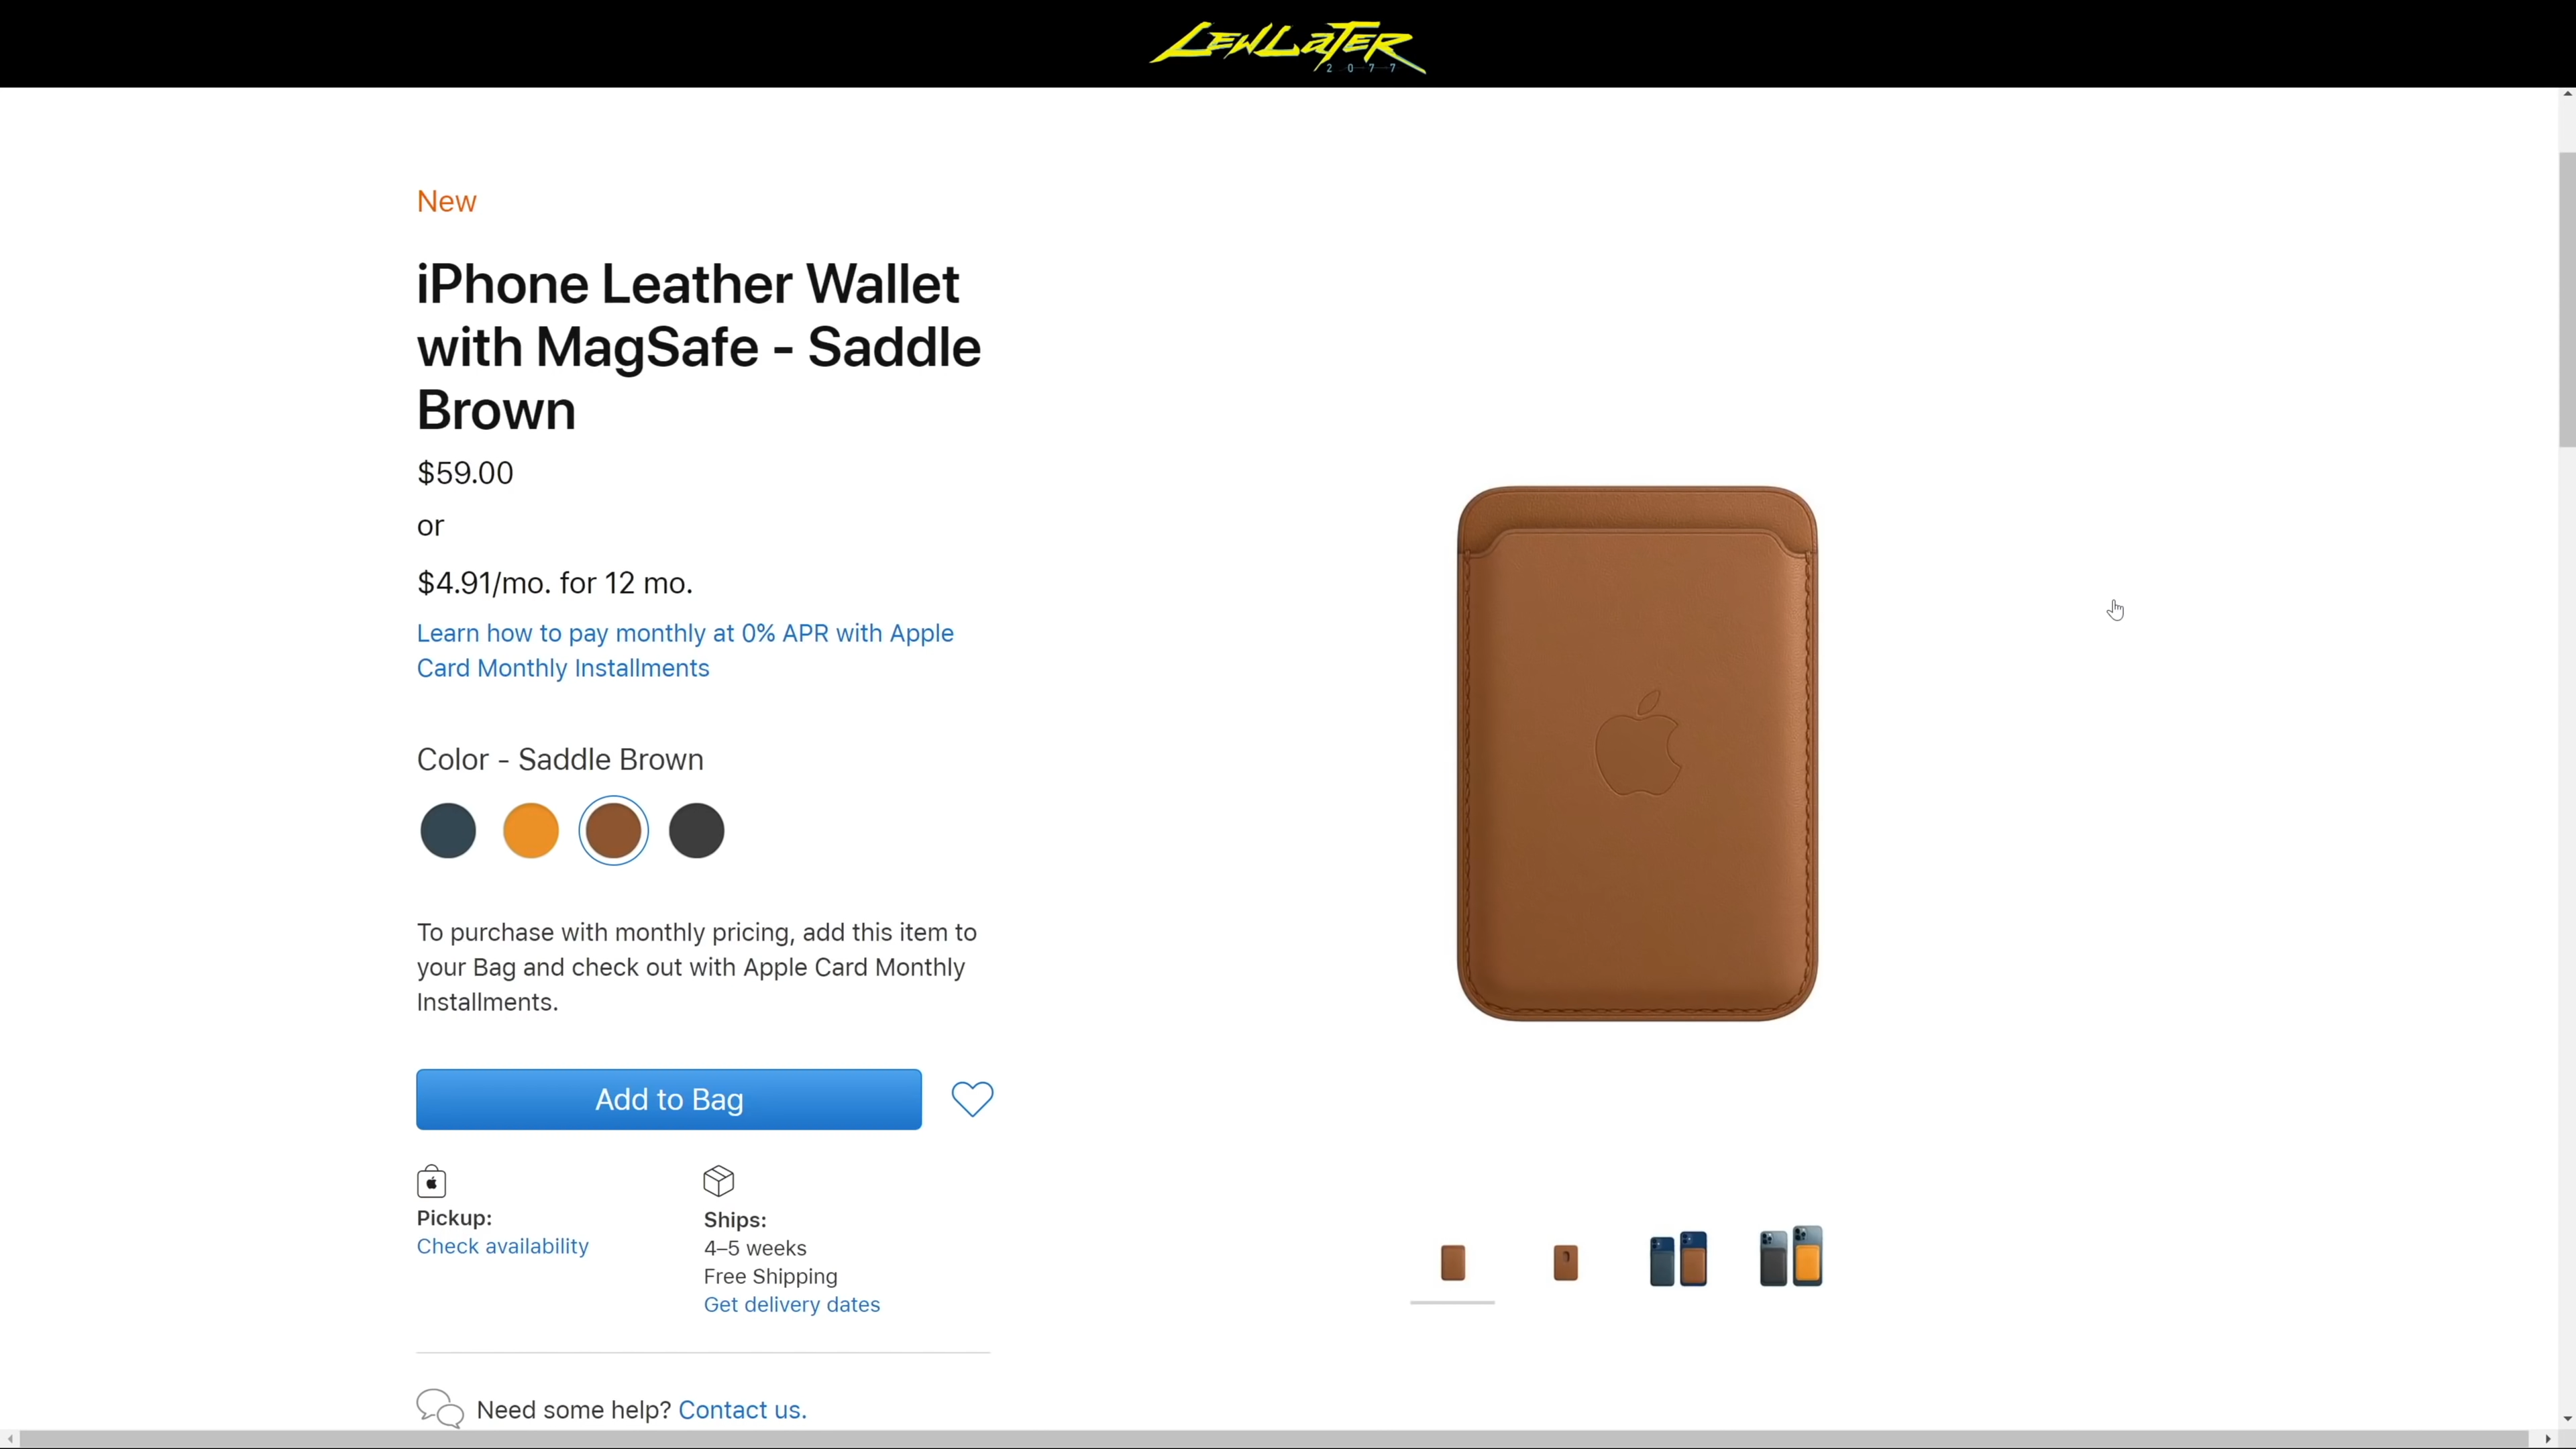 LEWLATER
2077
New
iPhone Leather Wallet
with MagSafe - Saddle
Brown
$59.00
or
$4.91/mo. for 12 mo.
Learn how to pay monthly at 0% APR with Apple
Card Monthly Installments
Color - Saddle Brown
To purchase with monthly pricing, add this item to
your Bag and check out with Apple Card Monthly
Installments.
Add to Bag
Pickup:
Check availability
Ships:
4–5 weeks
Free Shipping
Get delivery dates
Need some help? Contact us.